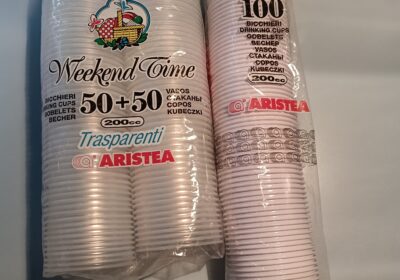 Weekend Time
BICCHIERI
DRINKING CUPS
GOBELETS
BECHER
50+50
VASOS
СТАКАНЫ
COPOS
KUBECZKI
200cc
Trasparenti
ARISTEA
100
BICCHIERI
DRINKING CUPS
GOBELETS
BECHER
VASOS
СТАКАНЫ
COPOS
KUBECZKI
200cc
ARISTEA